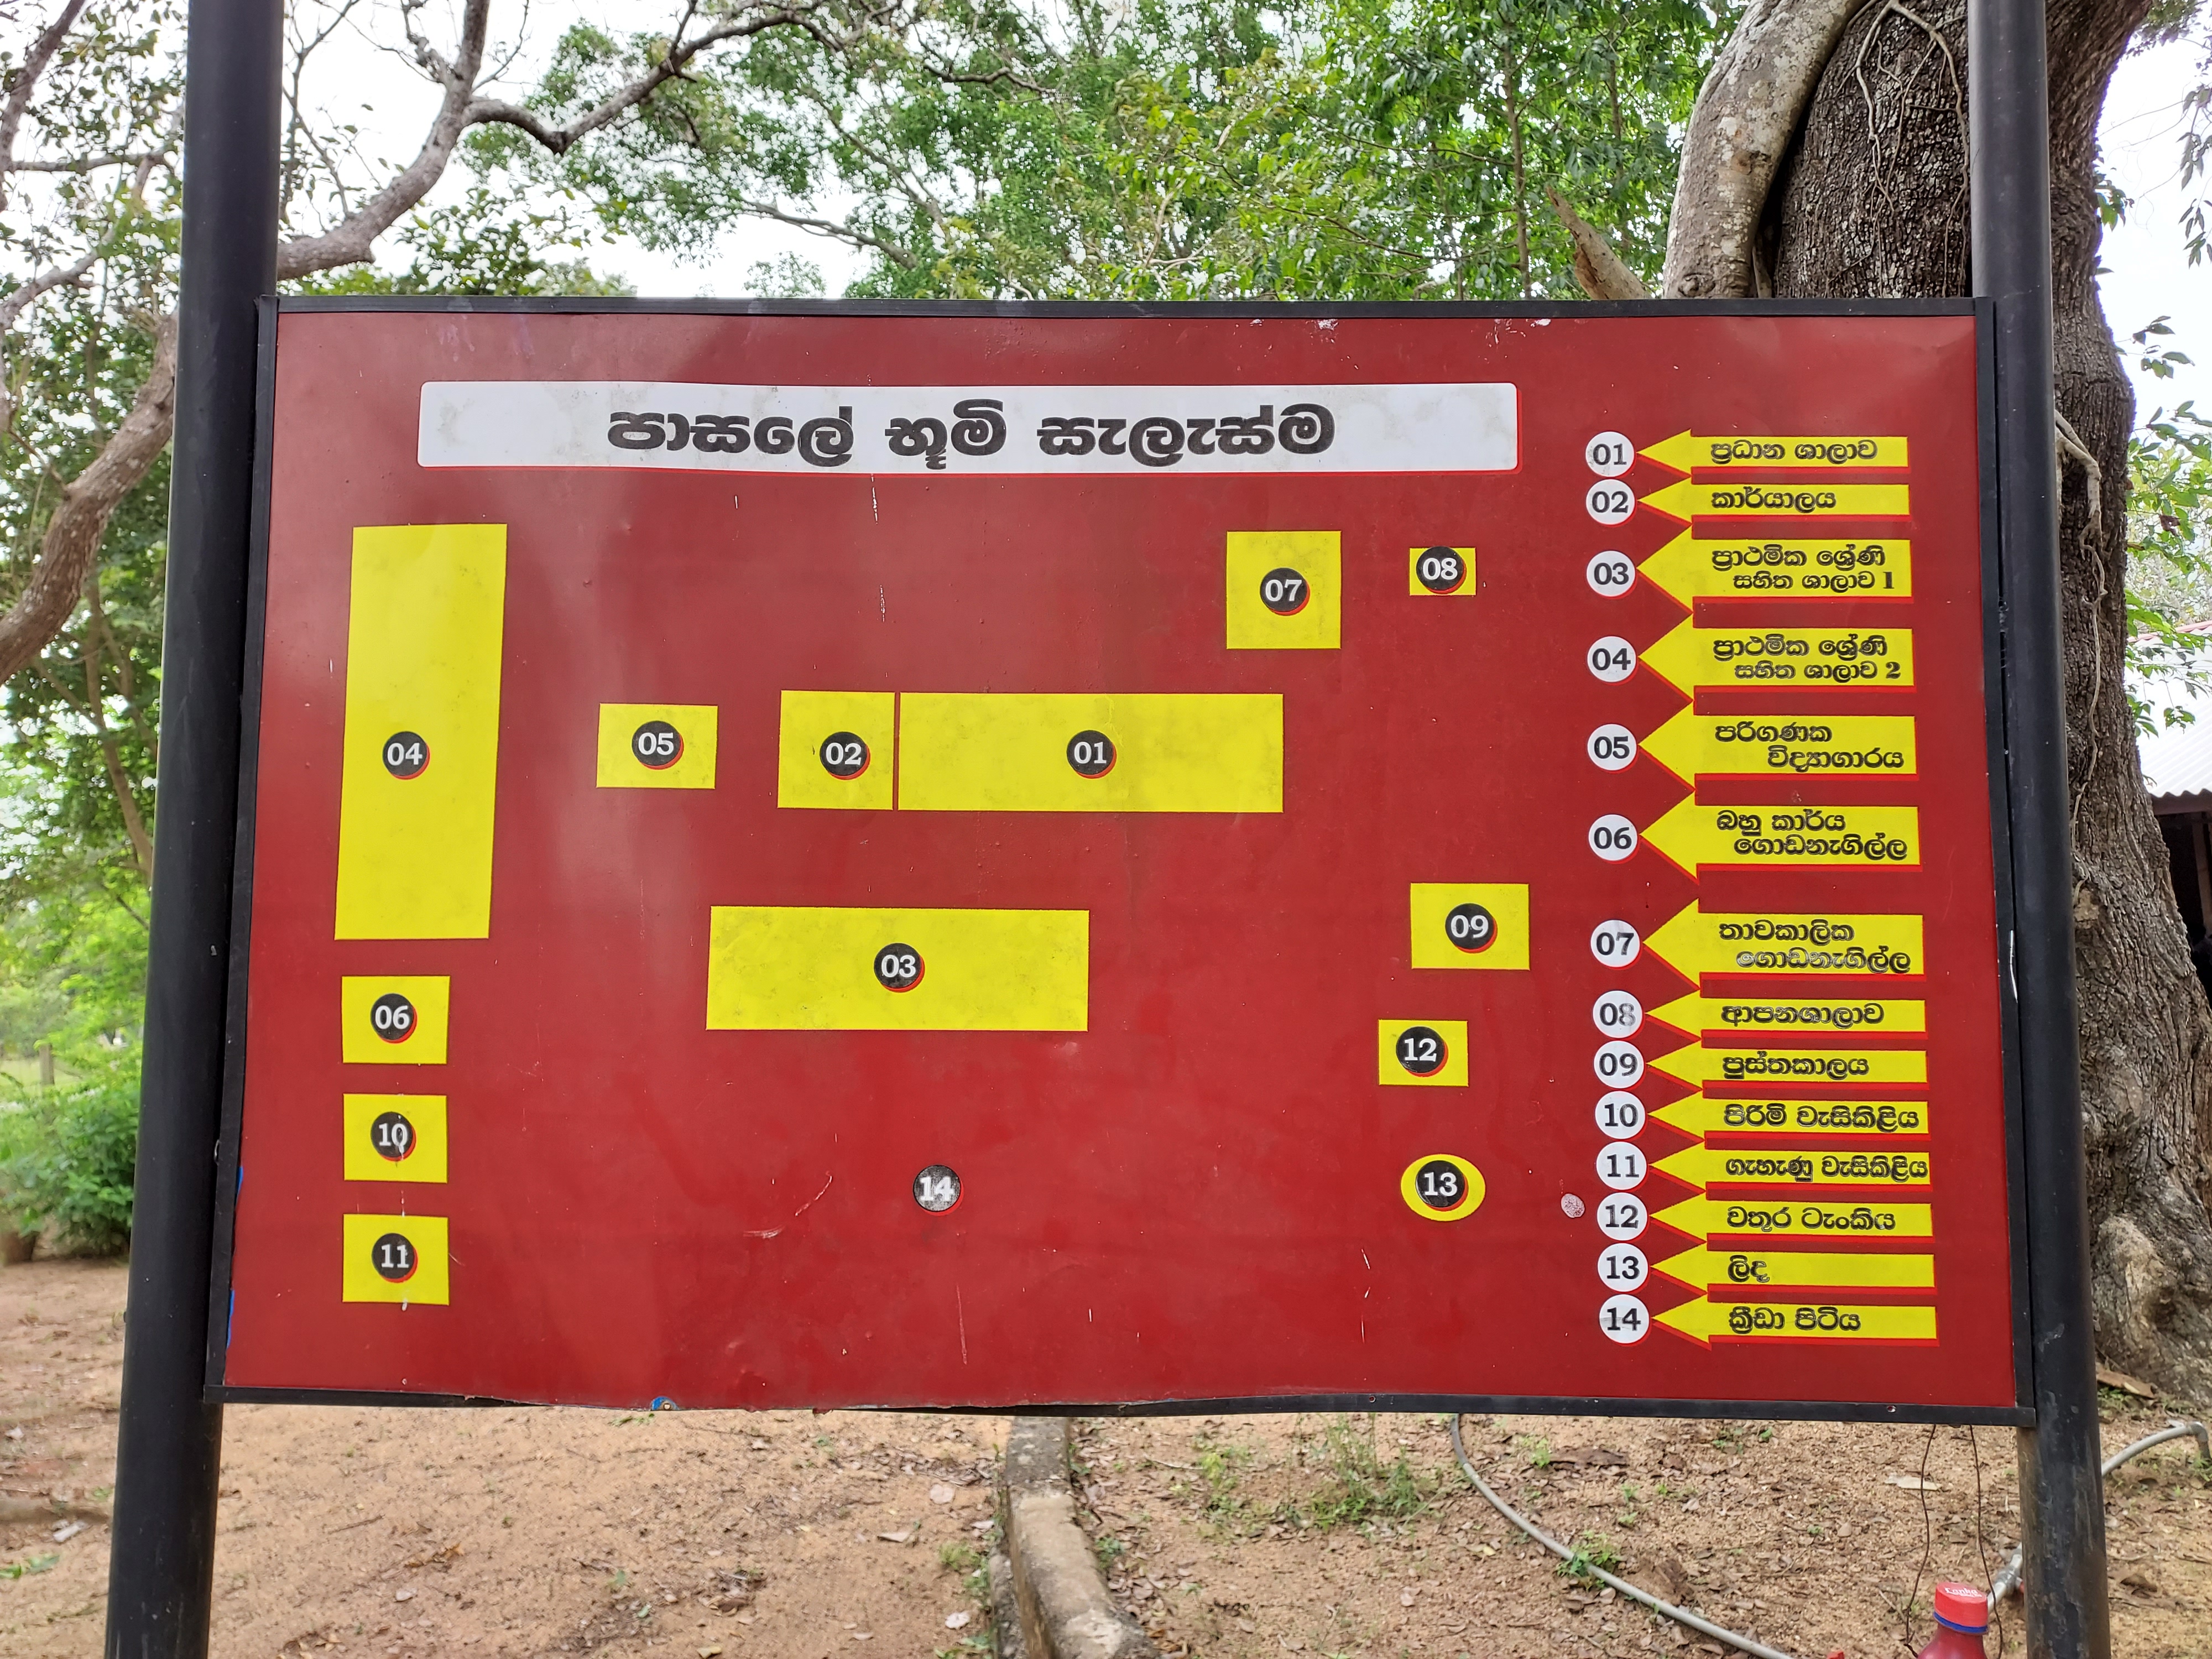 පාසලේ භූමි සැලැස්ම
01 ප්‍රධාන ශාලාව
02 කාර්යාලය
03 ප්‍රාථමික ශ්‍රේණි
සහිත ශාලාව 1
04 ප්‍රාථමික ශ්‍රේණි
සහිත ශාලාව 2
05 පරිගණක
විද්‍යාගාරය
06 බහු කාර්ය
ගොඩනැගිල්ල
07 තාවකාලික
ගොඩනැගිල්ල
08 ආපනශාලාව
09 පුස්තකාලය
10 පිරිමි වැසිකිළිය
11 ගැහැණු වැසිකිළිය
12 වතුර ටැංකිය
13 ලිඳ
14 ක්‍රීඩා පිටිය
07 08
04 05 02 01
03 09
06 12
10
14 13
11